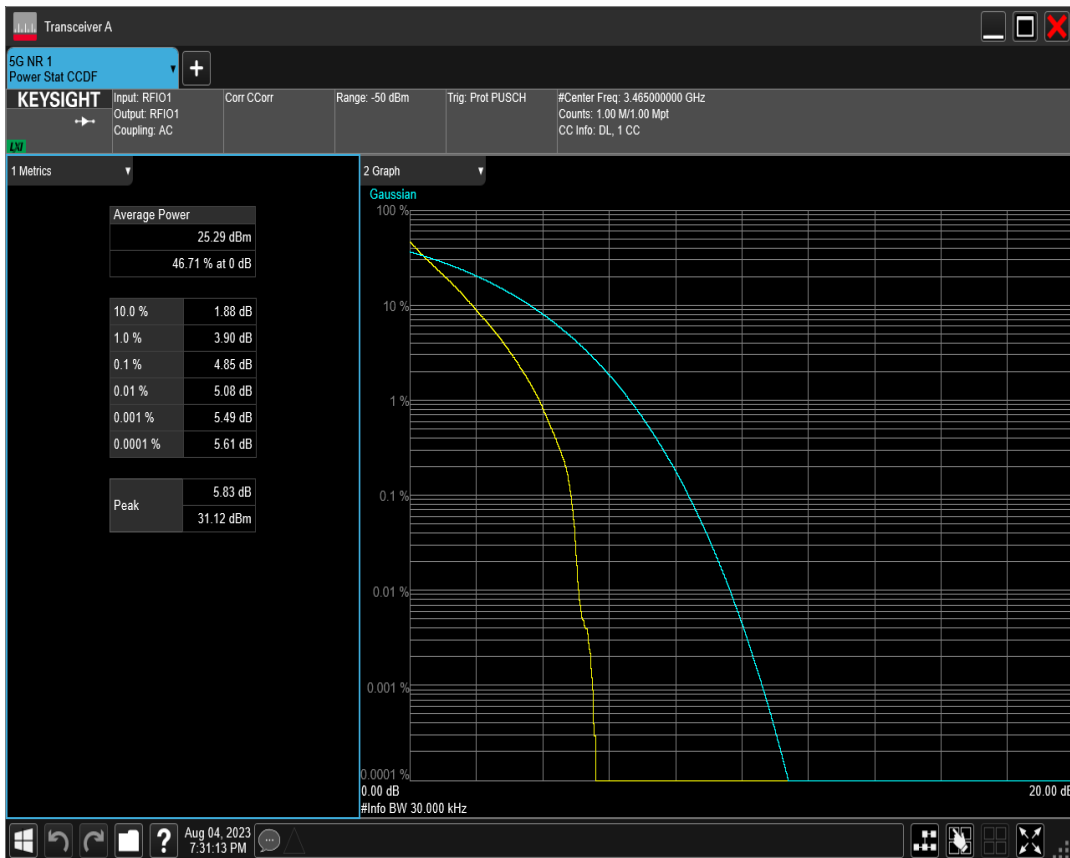 Transceiver A
5G NR 1
Power Stat CCDF
+
KEYSIGHT
LXI
Input: RFIO1
Output: RFIO1
Coupling: AC
Corr CCorr
Range: -50 dBm
Trig: Prot PUSCH
#Center Freq: 3.465000000 GHz
Counts: 1.00 M/1.00 Mpt
CC Info: DL, 1 CC
1 Metrics
Average Power
25.29 dBm
46.71 % at 0 dB
10.0 % 1.88 dB
1.0 % 3.90 dB
0.1 % 4.85 dB
0.01 % 5.08 dB
0.001 % 5.49 dB
0.0001 % 5.61 dB
Peak
5.83 dB
31.12 dBm
2 Graph
Gaussian
100 %
10 %
1 %
0.1 %
0.01 %
0.001 %
0.0001 %
0.00 dB 20.00 dB
#Info BW 30.000 kHz
?
Aug 04, 2023
7:31:13 PM